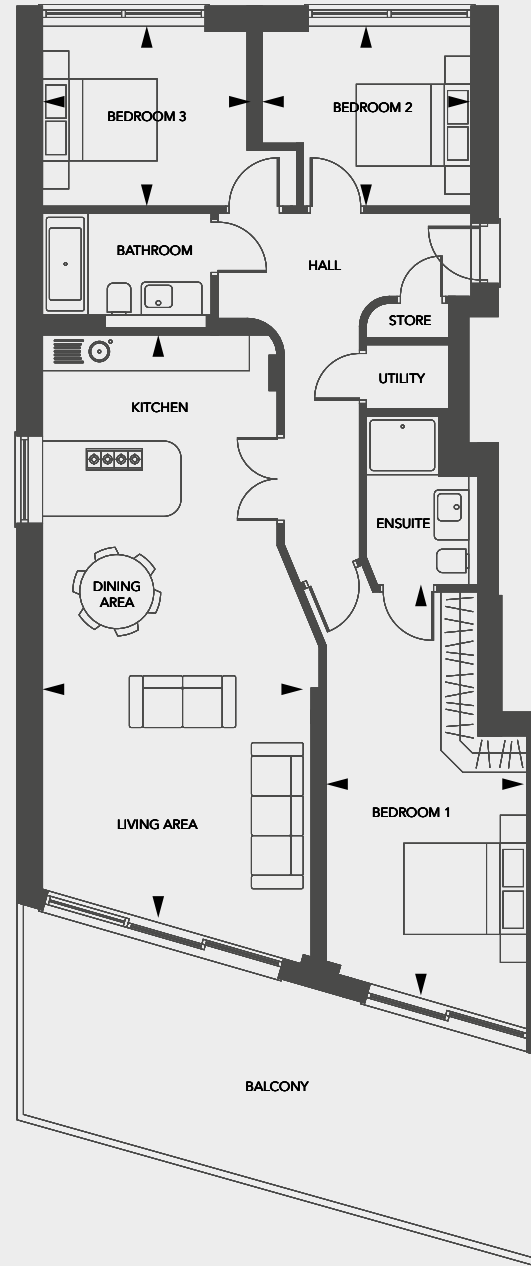 BEDROOM 3
BEDROOM 2
BATHROOM
HALL
STORE
UTILITY
KITCHEN
ENSUITE
DINING
AREA
LIVING AREA
BEDROOM 1
BALCONY